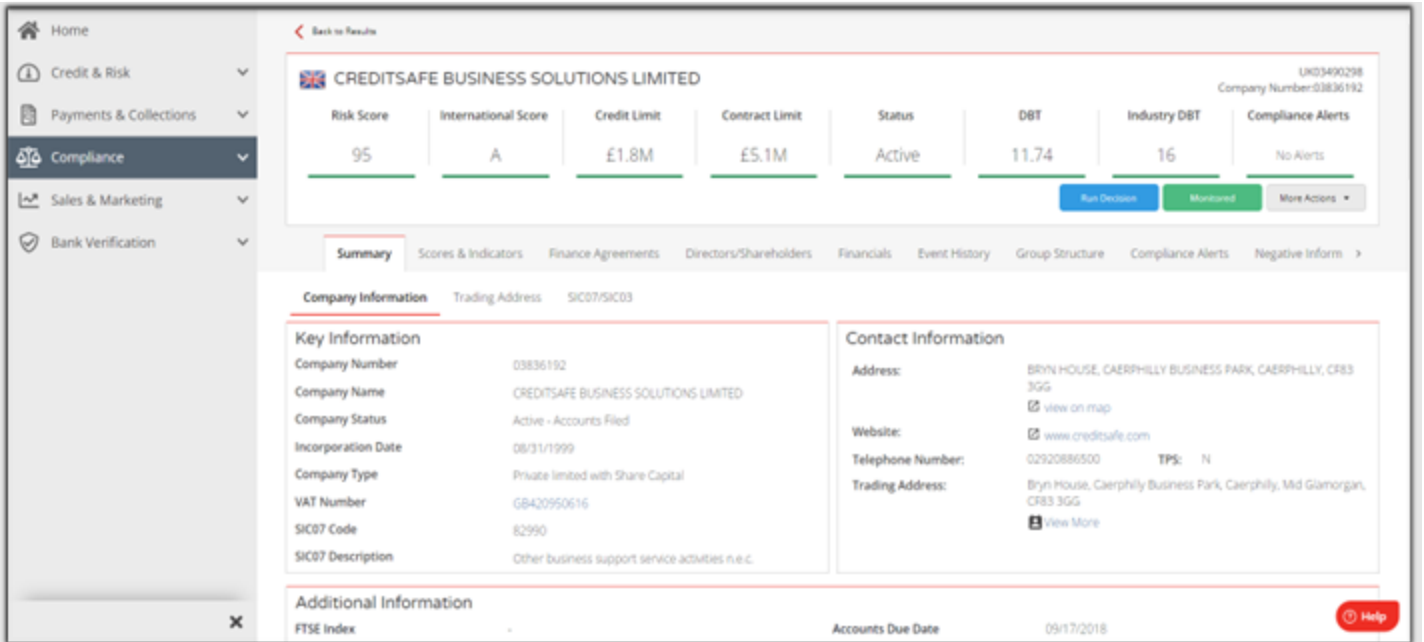 Home
Credit & Risk
Payments & Collections
Compliance
Sales & Marketing
Bank Verification
Back to Results
CREDITSAFE BUSINESS SOLUTIONS LIMITED
UK03490298
Company Number:03836192
Risk Score International Score Credit Limit Contract Limit Status DBT Industry DBT Compliance Alerts
95 A £1.8M £5.1M Active 11.74 16 No Alerts
Run Decision Monitored More Actions
Summary Scores & Indicators Finance Agreements Directors/Shareholders Financials Event History Group Structure Compliance Alerts Negative Inform
Company Information Trading Address SIC07/SIC03
Key Information
Company Number 03836192
Company Name CREDITSAFE BUSINESS SOLUTIONS LIMITED
Company Status Active - Accounts Filed
Incorporation Date 08/31/1999
Company Type Private limited with Share Capital
VAT Number GB420950616
SIC07 Code 82990
SIC07 Description Other business support service activities n.e.c.
Contact Information
Address: BRYN HOUSE, CAERPHILLY BUSINESS PARK, CAERPHILLY, CF83
3GG
view on map
Website: www.creditsafe.com
Telephone Number: 02920886500 TPS: N
Trading Address: Bryn House, Caerphilly Business Park, Caerphilly, Mid Glamorgan,
CF83 3GG
View More
Additional Information
FTSE Index -
Accounts Due Date 09/17/2018
Help